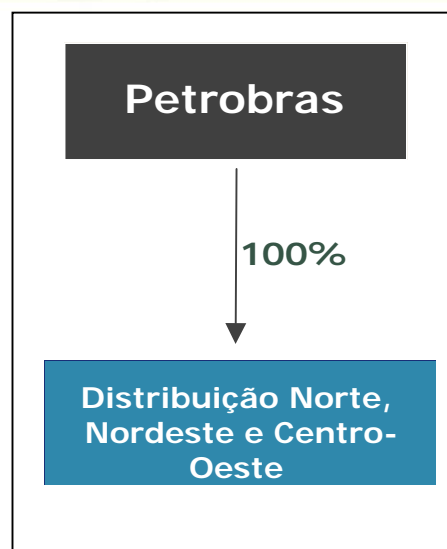 Petrobras
100%
Distribuição Norte,
Nordeste e Centro-
Oeste